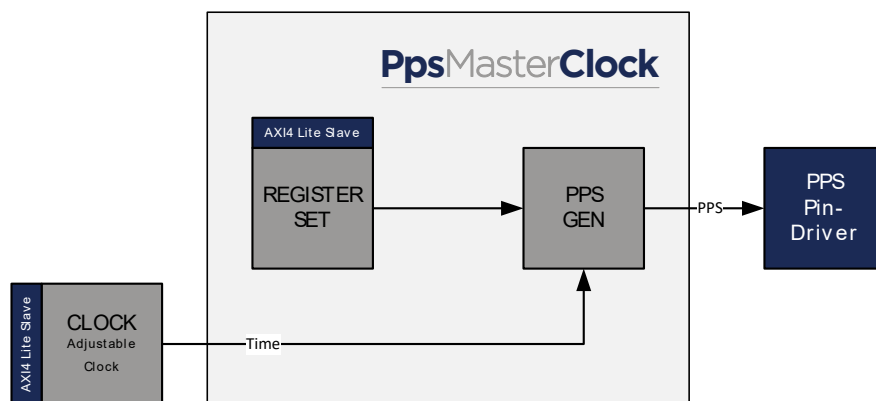 PpsMasterClock
AXI4 Lite Slave
REGISTER
SET
PPS
GEN
PPS
PPS
Pin-
Driver
AXI4 Lite Slave
CLOCK
Adjustable
Clock
Time